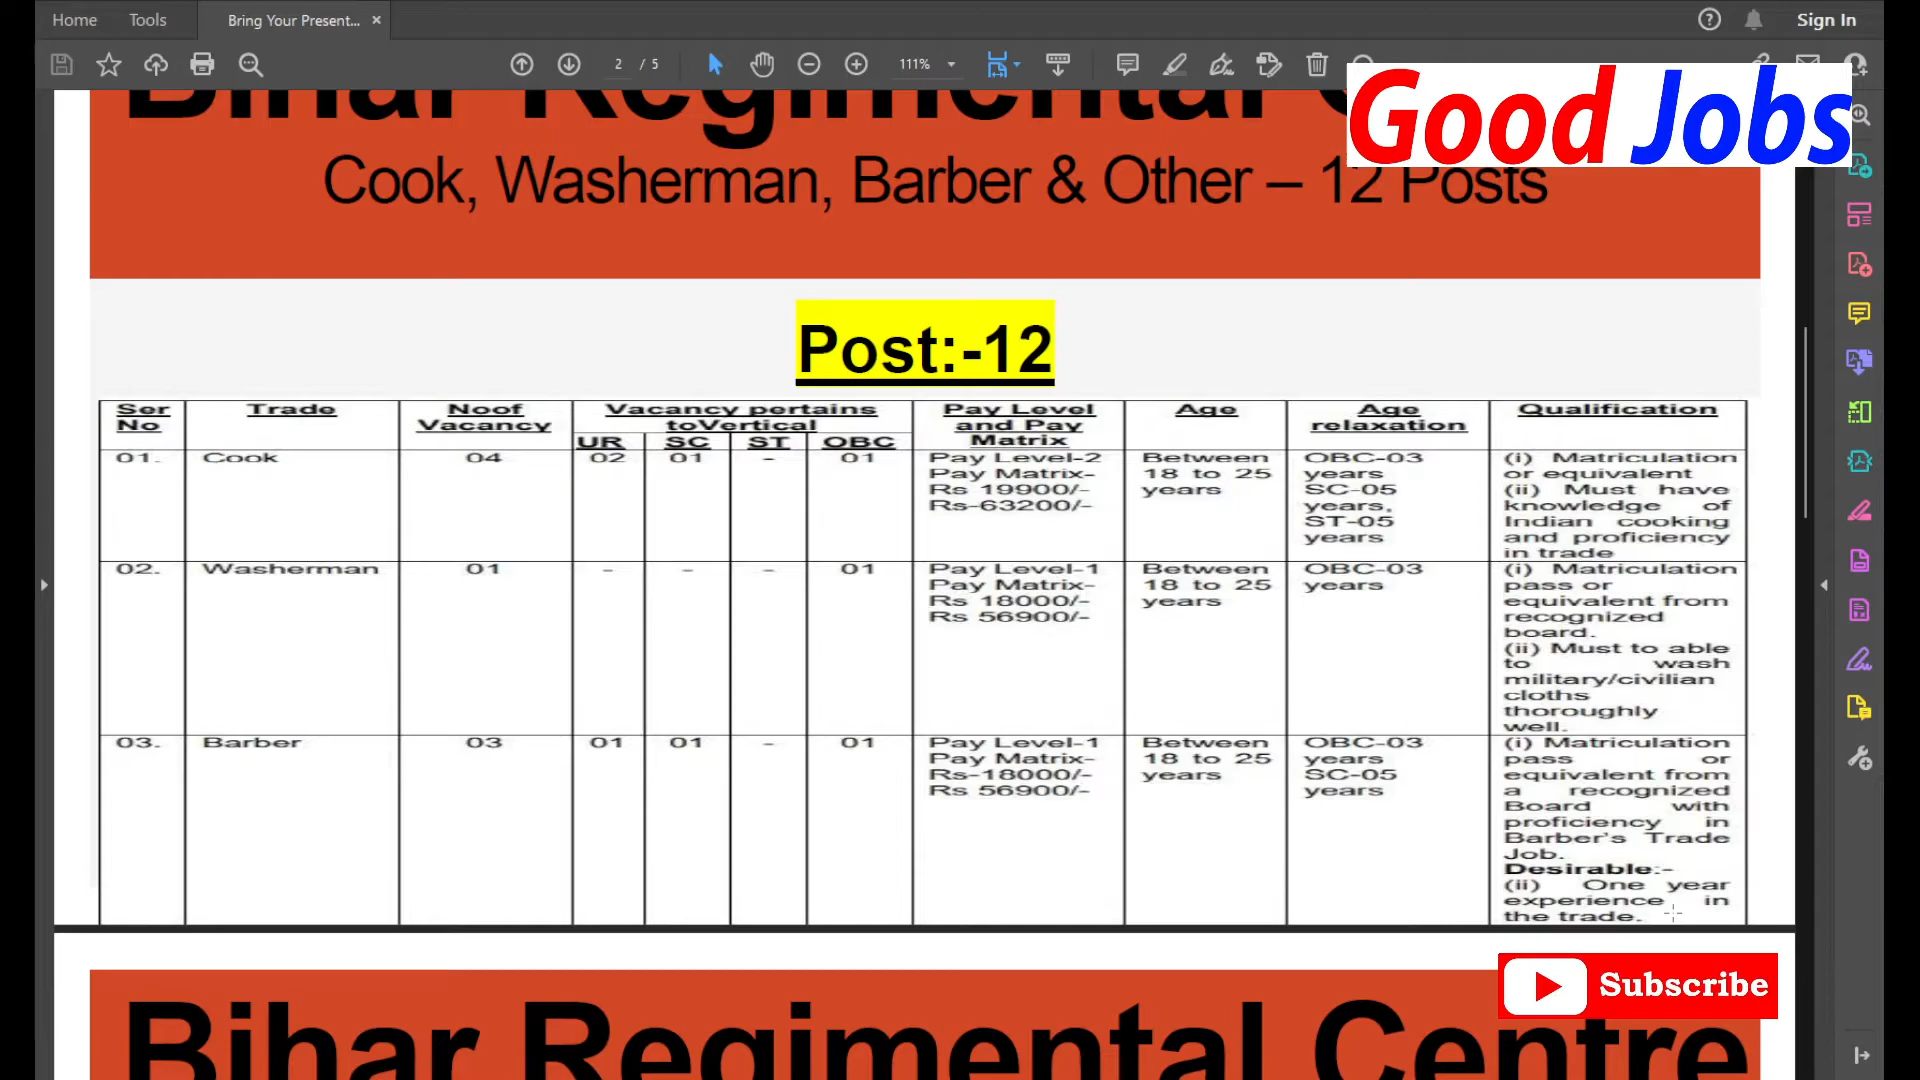 Home Tools Bring Your Present... × Sign In
2 / 5 111%
Good Jobs
Bihar Regimental
Cook, Washerman, Barber & Other – 12 Posts
Post:-12
Ser No | Trade | Noof Vacancy | Vacancy pertains toVertical | Pay Level and Pay Matrix | Age | Age relaxation | Qualification
UR SC ST OBC
01. Cook 04 02 01 - 01
Pay Level-2
Pay Matrix-
Rs 19900/-
Rs-63200/-
Between
18 to 25
years
OBC-03
years
SC-05
years,
ST-05
years
(i) Matriculation
or equivalent
(ii) Must have
knowledge of
Indian cooking
and proficiency
in trade
02. Washerman 01 - - - 01
Pay Level-1
Pay Matrix-
Rs 18000/-
Rs 56900/-
Between
18 to 25
years
OBC-03
years
(i) Matriculation
pass or
equivalent from
recognized
board.
(ii) Must to able
to wash
military/civilian
cloths
thoroughly
well.
03. Barber 03 01 01 - 01
Pay Level-1
Pay Matrix-
Rs-18000/-
Rs 56900/-
Between
18 to 25
years
OBC-03
years
SC-05
years
(i) Matriculation
pass or
equivalent from
a recognized
Board with
proficiency in
Barber's Trade
Job.
Desirable:-
(ii) One year
experience in
the trade.
Subscribe
Bihar Regimental Centre